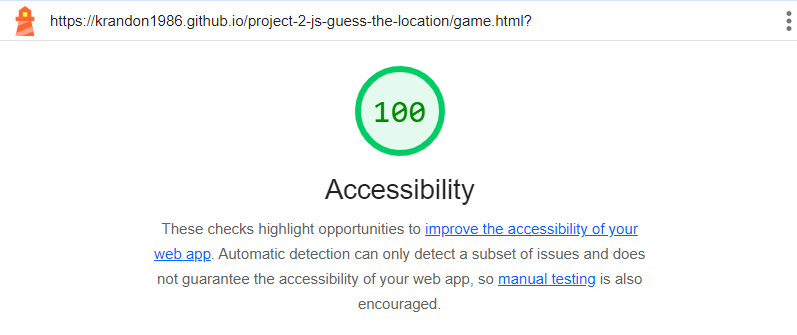 https://krandon1986.github.io/project-2-js-guess-the-location/game.html?
100
Accessibility
These checks highlight opportunities to improve the accessibility of your
web app. Automatic detection can only detect a subset of issues and does
not guarantee the accessibility of your web app, so manual testing is also
encouraged.